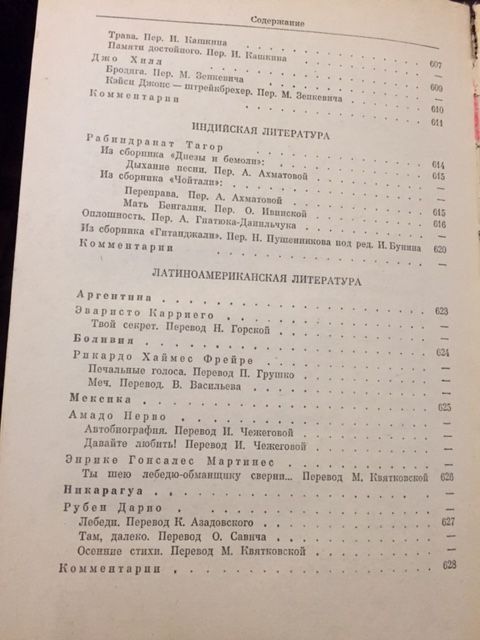 Содержание
Трава. Пер. И. Кашкина
Памяти достойного. Пер. И. Кашкина 607
Джо Хилл —
Бродяга. Пер. М. Зенкевича 609
Кэйси Джонс — штрейкбрехер. Пер. М. Зенкевича —
Комментарии 610
611
ИНДИЙСКАЯ ЛИТЕРАТУРА
Рабиндранат Тагор 614
Из сборника «Диезы и бемоли»:
Дыхание песни. Пер. А. Ахматовой 615
Из сборника «Чойтали»:
Переправа. Пер. А. Ахматовой —
Мать Бенгалия. Пер. О. Ивинской 615
Оплошность. Пер. А. Гнатюка-Данильчука 616
Из сборника «Гитанджали». Пер. Н. Пушешникова под ред. И. Бунина —
Комментарии 620
ЛАТИНОАМЕРИКАНСКАЯ ЛИТЕРАТУРА
Аргентина
Эваристо Карриего 623
Твой секрет. Перевод Н. Горской —
Боливия
Рикардо Хаймес Фрейре 624
Печальные голоса. Перевод П. Грушко —
Меч. Перевод. В. Васильева —
Мексика
Амадо Нерво 625
Автобиография. Перевод И. Чежеговой —
Давайте любить! Перевод И. Чежеговой —
Энрике Гонсалес Мартинес —
Ты шею лебедю-обманщику сверни... Перевод М. Квятковской 626
Никарагуа —
Рубен Дарио —
Лебеди. Перевод К. Азадовского 627
Там, далеко. Перевод О. Савича —
Осенние стихи. Перевод М. Квятковской —
Комментарии 628